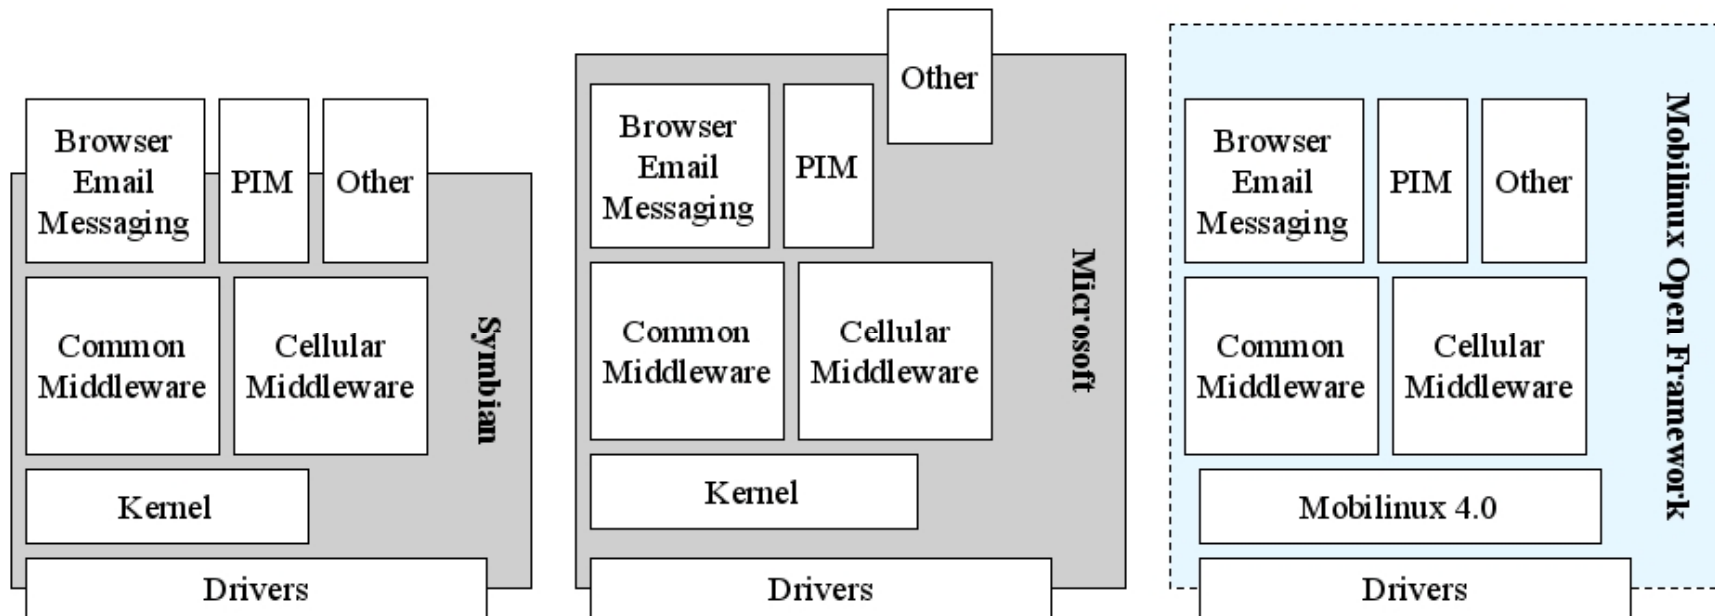 Browser
Email
Messaging
PIM
Other
Common
Middleware
Cellular
Middleware
Kernel
Drivers
Symbian
Other
Browser
Email
Messaging
PIM
Common
Middleware
Cellular
Middleware
Kernel
Drivers
Microsoft
Browser
Email
Messaging
PIM
Other
Common
Middleware
Cellular
Middleware
Mobilinux 4.0
Drivers
Mobilinux Open Framework